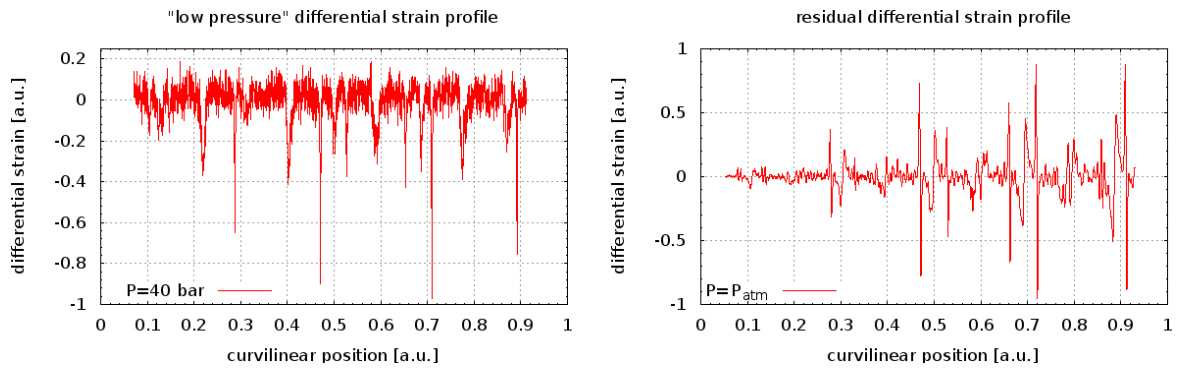 "low pressure" differential strain profile
differential strain [a.u.]
0.2
0
-0.2
-0.4
-0.6
-0.8
-1
P=40 bar
0 0.1 0.2 0.3 0.4 0.5 0.6 0.7 0.8 0.9 1
curvilinear position [a.u.]
residual differential strain profile
differential strain [a.u.]
1
0.5
0
-0.5
-1
P=Patm
0 0.1 0.2 0.3 0.4 0.5 0.6 0.7 0.8 0.9 1
curvilinear position [a.u.]